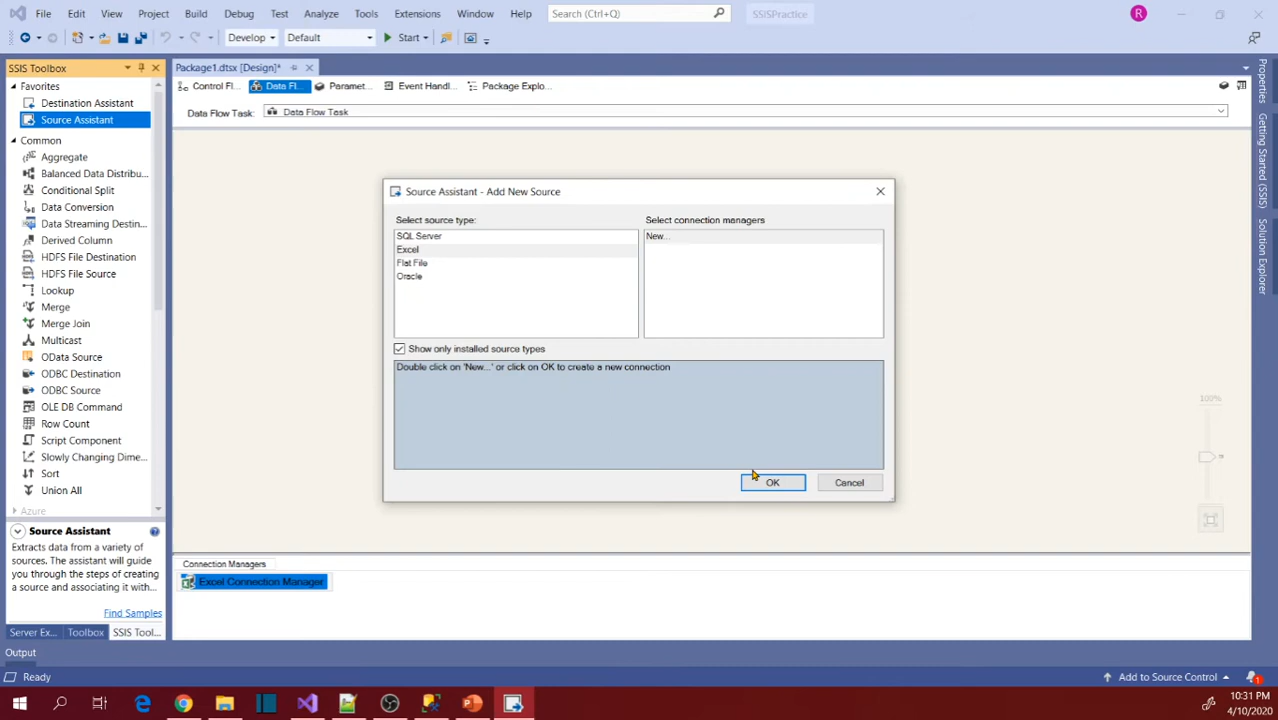 File Edit View Project Build Debug Test Analyze Tools Extensions Window Help Search (Ctrl+Q) SSISPractice R
Develop Default Start
SSIS Toolbox
Package1.dtsx [Design]*
Favorites
Destination Assistant
Source Assistant
Common
Aggregate
Balanced Data Distribu...
Conditional Split
Data Conversion
Data Streaming Destin...
Derived Column
HDFS File Destination
HDFS File Source
Lookup
Merge
Merge Join
Multicast
OData Source
ODBC Destination
ODBC Source
OLE DB Command
Row Count
Script Component
Slowly Changing Dime...
Sort
Union All
Azure
Source Assistant
Extracts data from a variety of
sources. The assistant will guide
you through the steps of creating
a source and associating it with...
Find Samples
Server Ex... Toolbox SSIS Tool...
Control Fl... Data Fl... Paramet... Event Handl... Package Explo...
Data Flow Task: Data Flow Task
Source Assistant - Add New Source
Select source type:
SQL Server
Excel
Flat File
Oracle
Select connection managers
New...
Show only installed source types
Double click on 'New...' or click on OK to create a new connection
OK Cancel
100%
Connection Managers
Excel Connection Manager
Properties
Getting Started (SSIS)
Solution Explorer
Output
Ready
Add to Source Control
1
10:31 PM
4/10/2020